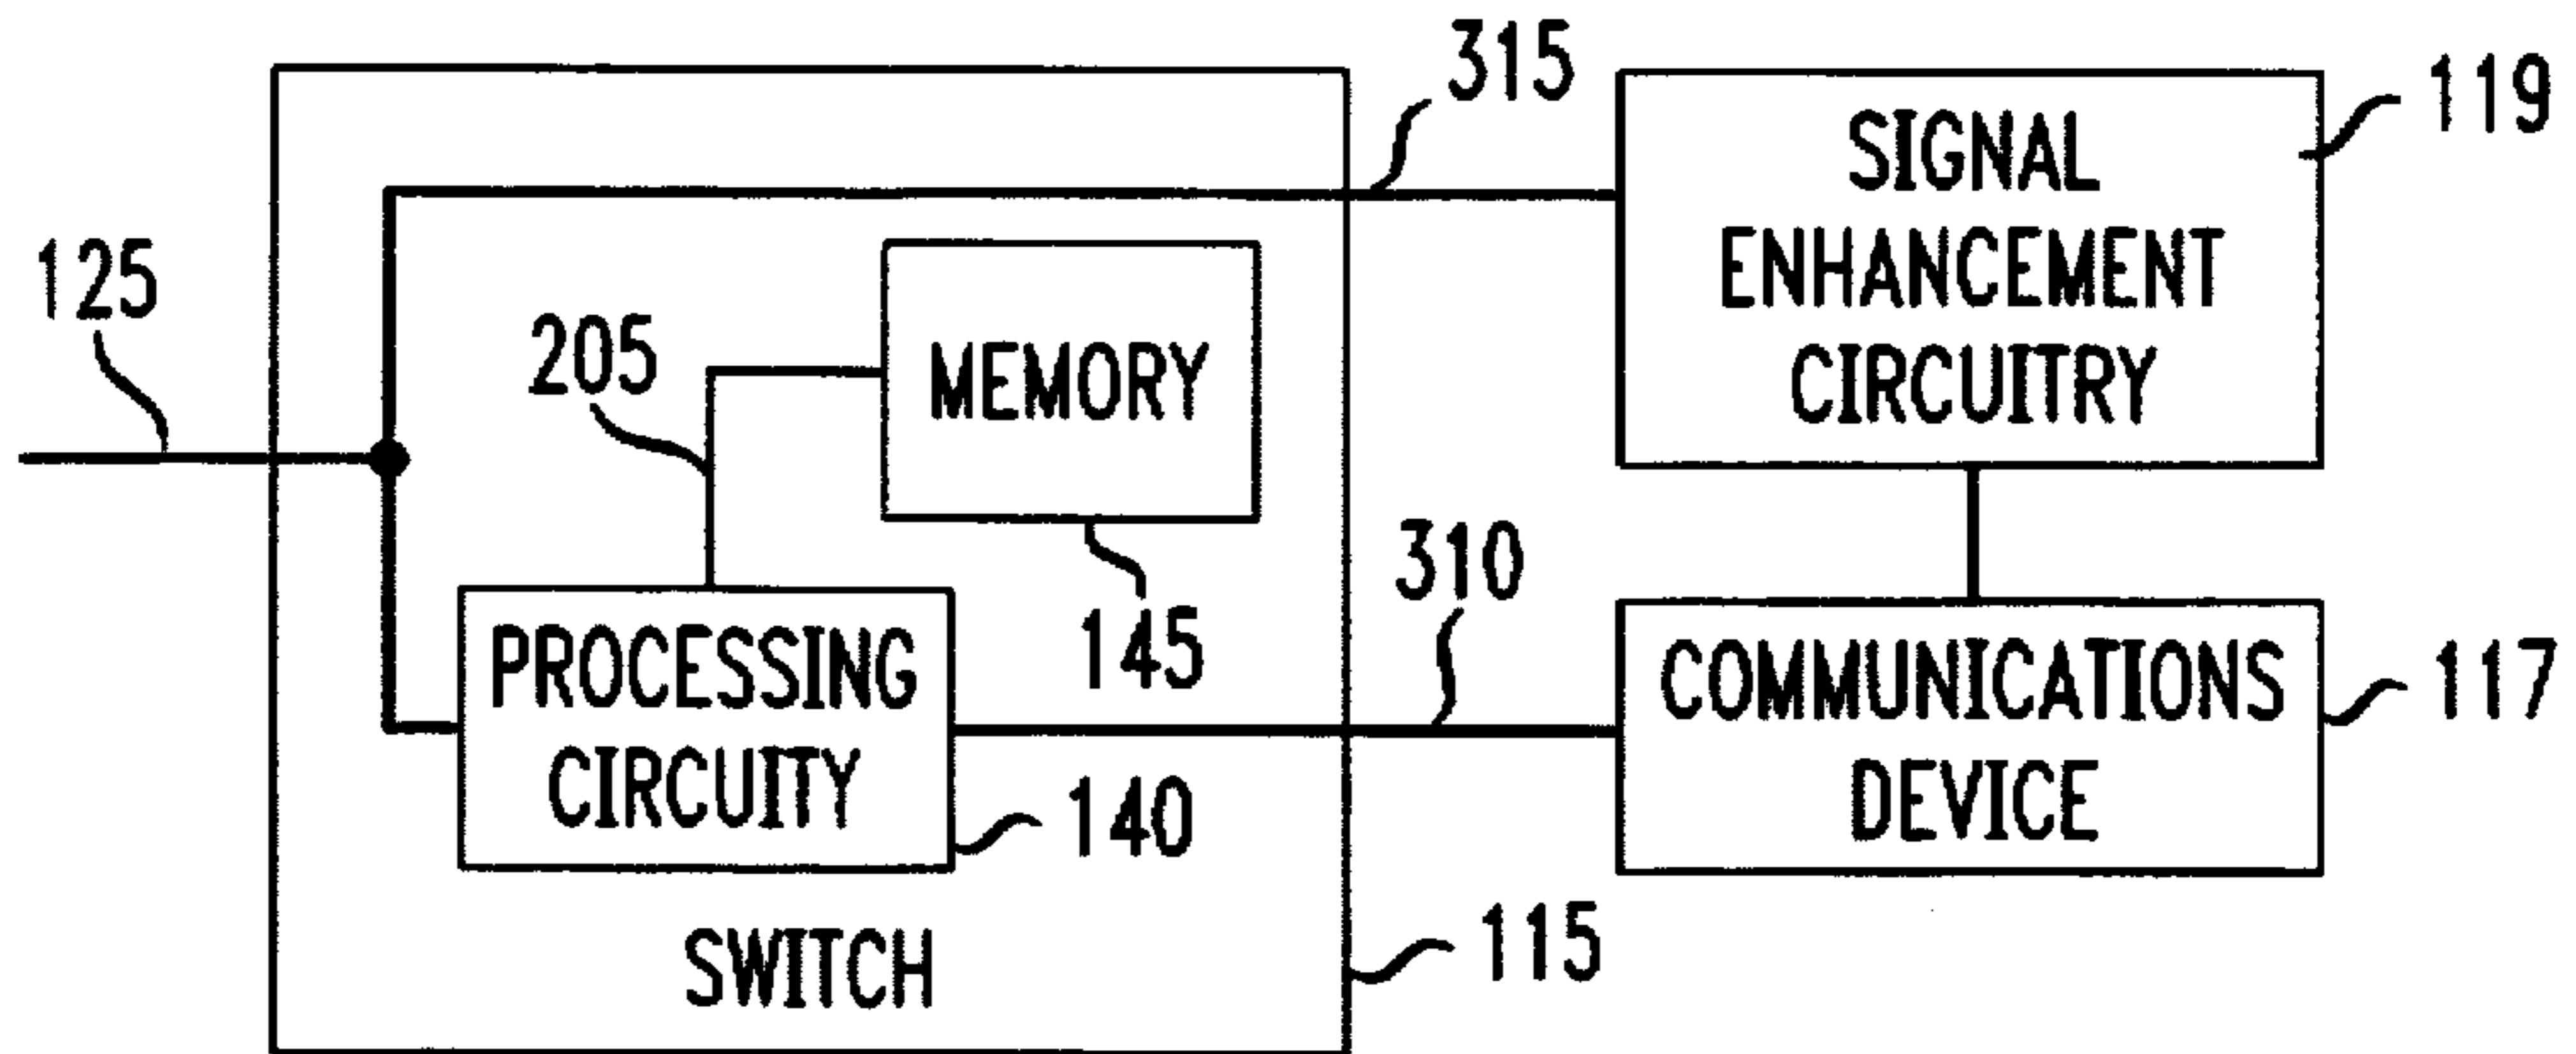 315
119
SIGNAL
ENHANCEMENT
CIRCUITRY
125
205
MEMORY
310
145
PROCESSING
CIRCUITY
140
COMMUNICATIONS
DEVICE
117
115
SWITCH